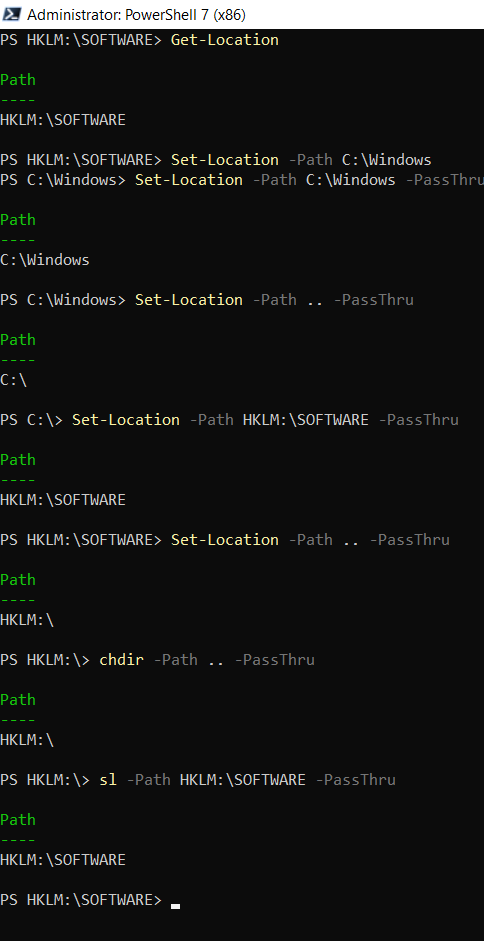 Administrator: PowerShell 7 (x86)
PS HKLM:\SOFTWARE> Get-Location
Path
----
HKLM:\SOFTWARE
PS HKLM:\SOFTWARE> Set-Location -Path C:\Windows
PS C:\Windows> Set-Location -Path C:\Windows -PassThru
Path
----
C:\Windows
PS C:\Windows> Set-Location -Path .. -PassThru
Path
----
C:\
PS C:\> Set-Location -Path HKLM:\SOFTWARE -PassThru
Path
----
HKLM:\SOFTWARE
PS HKLM:\SOFTWARE> Set-Location -Path .. -PassThru
Path
----
HKLM:\
PS HKLM:\> chdir -Path .. -PassThru
Path
----
HKLM:\
PS HKLM:\> sl -Path HKLM:\SOFTWARE -PassThru
Path
----
HKLM:\SOFTWARE
PS HKLM:\SOFTWARE>